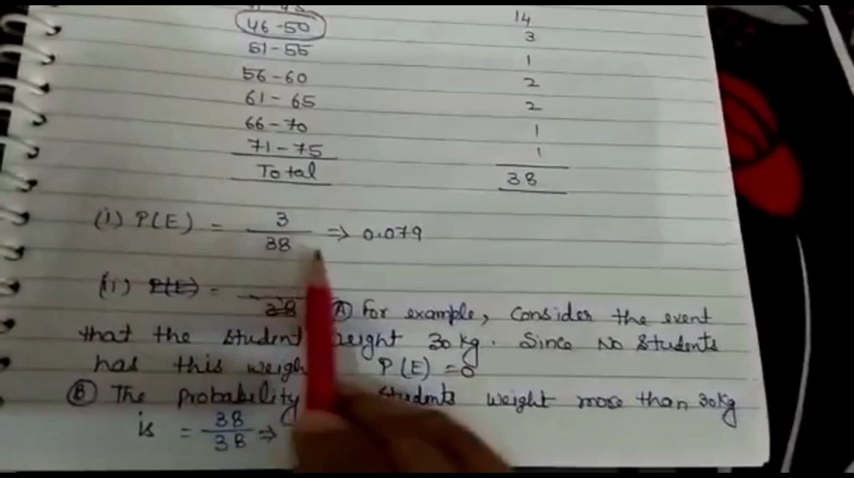 14
46-50 3
51-55 1
56-60 2
61-65 2
66-70 1
71-75 1
Total 38
(i) P(E) = 3/38 ⇒ 0.079
(i) P(E) = /38
Ⓐ For example, Consider the event
that the student weight 30 kg. Since No students
has this P(E) = 0
Ⓑ The probability students weight more than 30kg
is = 38/38 ⇒